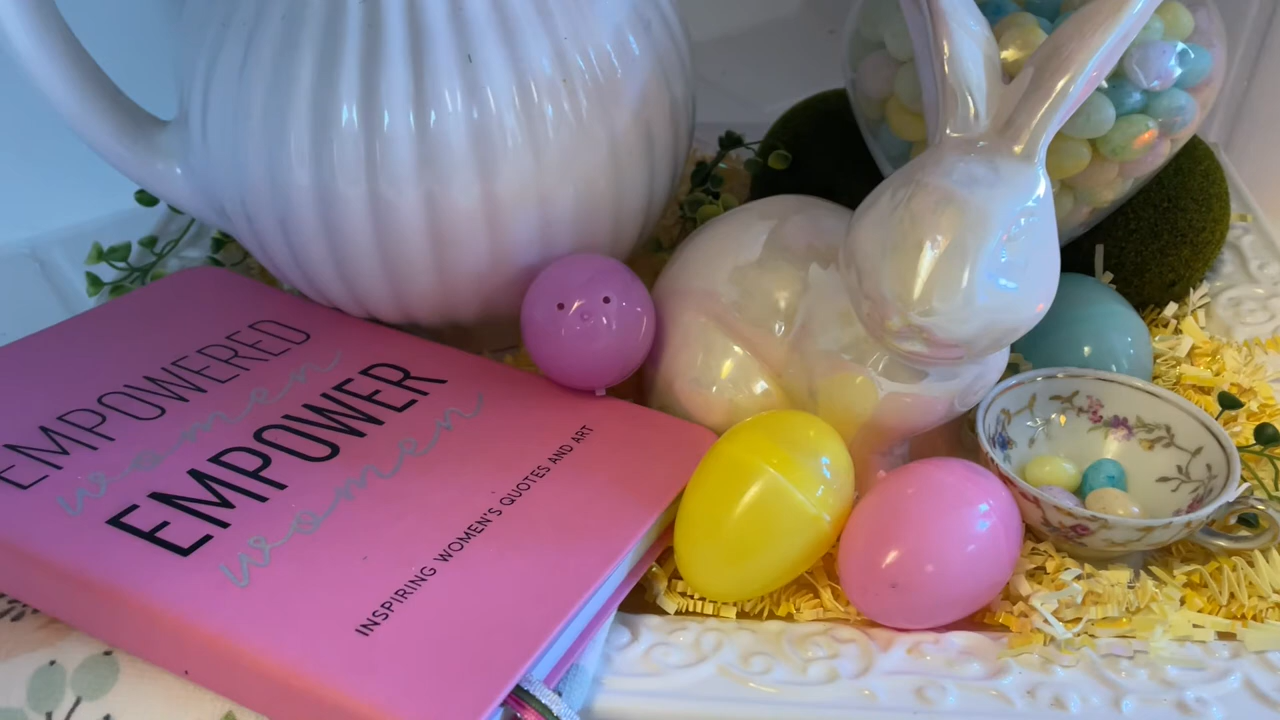 EMPOWERED
women
EMPOWER
women
INSPIRING WOMEN'S QUOTES AND ART